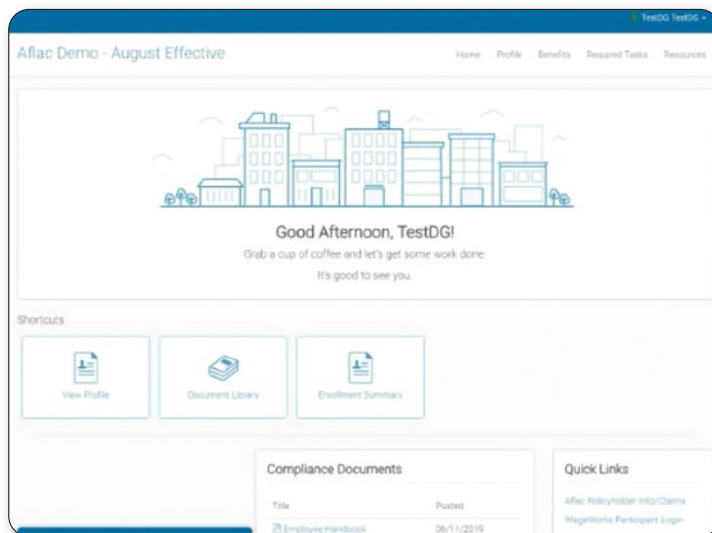 TestDG TestDG
Aflac Demo - August Effective
Home Profile Benefits Required Tasks Resources
Good Afternoon, TestDG!
Grab a cup of coffee and let's get some work done.
It's good to see you.
Shortcuts
View Profile Document Library Enrollment Summary
Compliance Documents Quick Links
Title Posted Aflac Policyholder Info/Claims
Employee Handbook 06/11/2019 WageWorks Participant Login